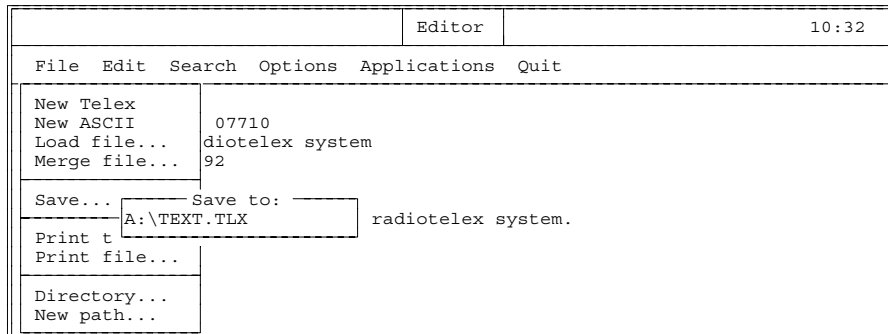 Editor 10:32
File Edit Search Options Applications Quit
New Telex
New ASCII 07710
Load file... diotelex system
Merge file... 92
Save... Save to:
A:\TEXT.TLX radiotelex system.
Print t
Print file...
Directory...
New path...